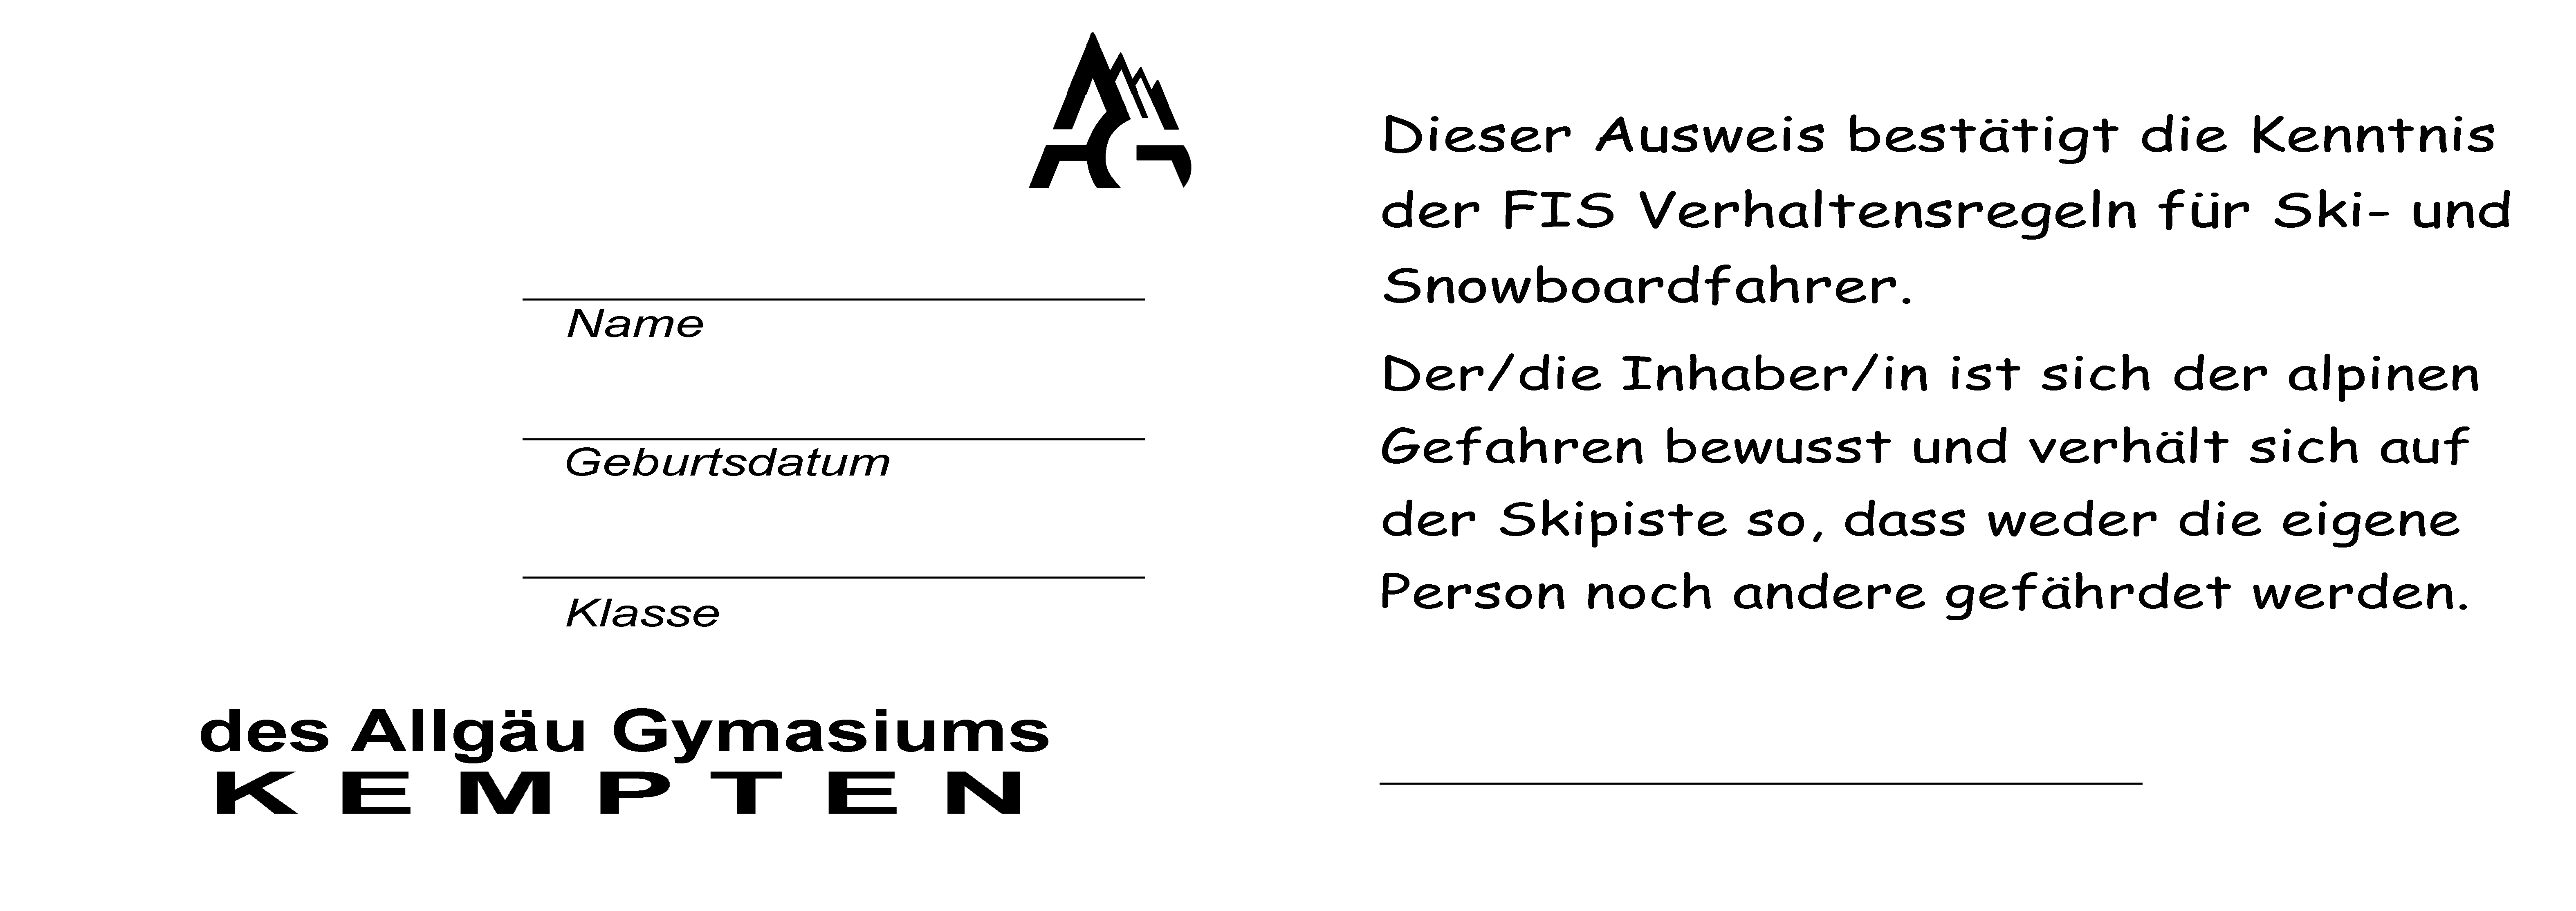 AG
Name
Geburtsdatum
Klasse
des Allgäu Gymasiums
KEMPTEN
Dieser Ausweis bestätigt die Kenntnis
der FIS Verhaltensregeln für Ski- und
Snowboardfahrer.
Der/die Inhaber/in ist sich der alpinen
Gefahren bewusst und verhält sich auf
der Skipiste so, dass weder die eigene
Person noch andere gefährdet werden.